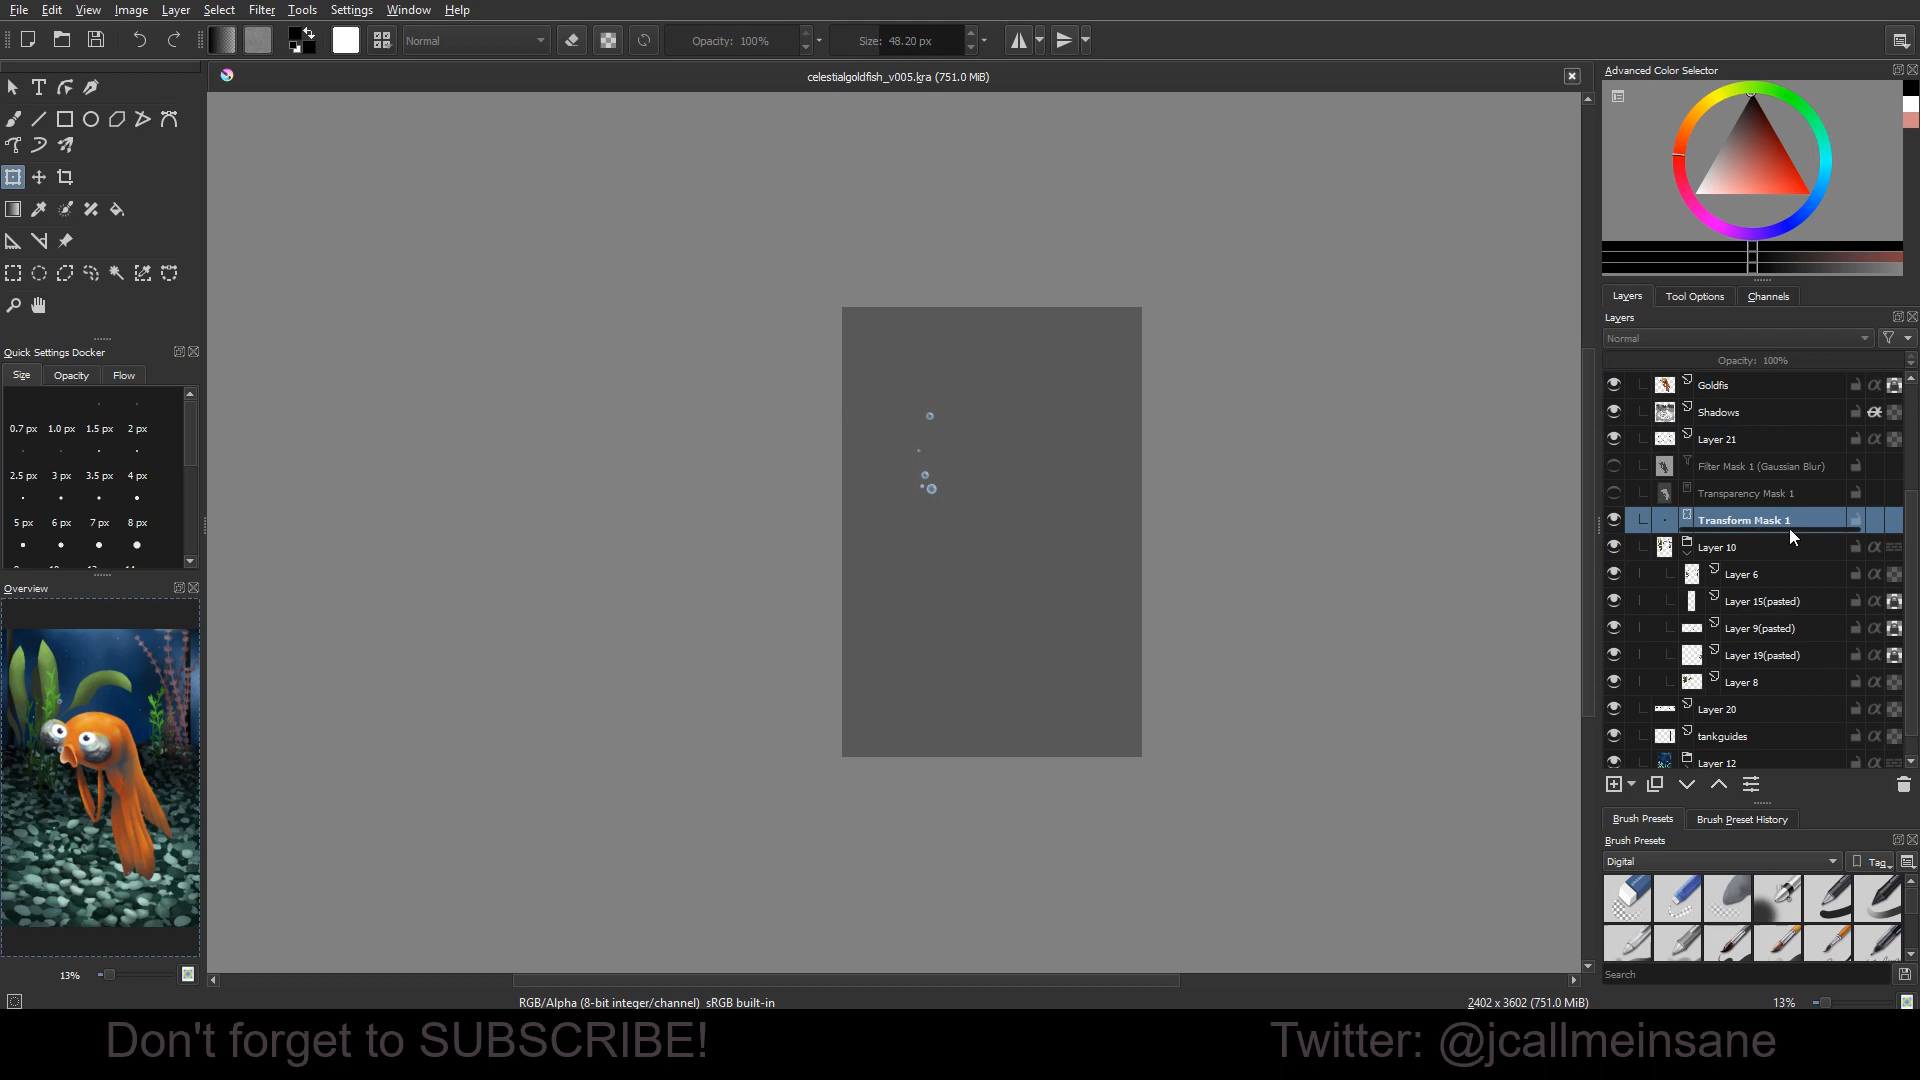 File Edit View Image Layer Select Filter Tools Settings Window Help
Normal Opacity: 100% Size: 48.20 px
celestialgoldfish_v005.kra (751.0 MiB)
Advanced Color Selector
Layers Tool Options Channels
Layers
Normal
Opacity: 100%
Goldfis
Shadows
Layer 21
Filter Mask 1 (Gaussian Blur)
Transparency Mask 1
Transform Mask 1
Layer 10
Layer 6
Layer 15(pasted)
Layer 9(pasted)
Layer 19(pasted)
Layer 8
Layer 20
tankguides
Layer 12
Brush Presets Brush Preset History
Brush Presets
Digital Tag
Search
Quick Settings Docker
Size Opacity Flow
0.7 px 1.0 px 1.5 px 2 px
2.5 px 3 px 3.5 px 4 px
5 px 6 px 7 px 8 px
Overview
13%
RGB/Alpha (8-bit integer/channel) sRGB built-in
2402 x 3602 (751.0 MiB)
13%
Don't forget to SUBSCRIBE!
Twitter: @jcallmeinsane